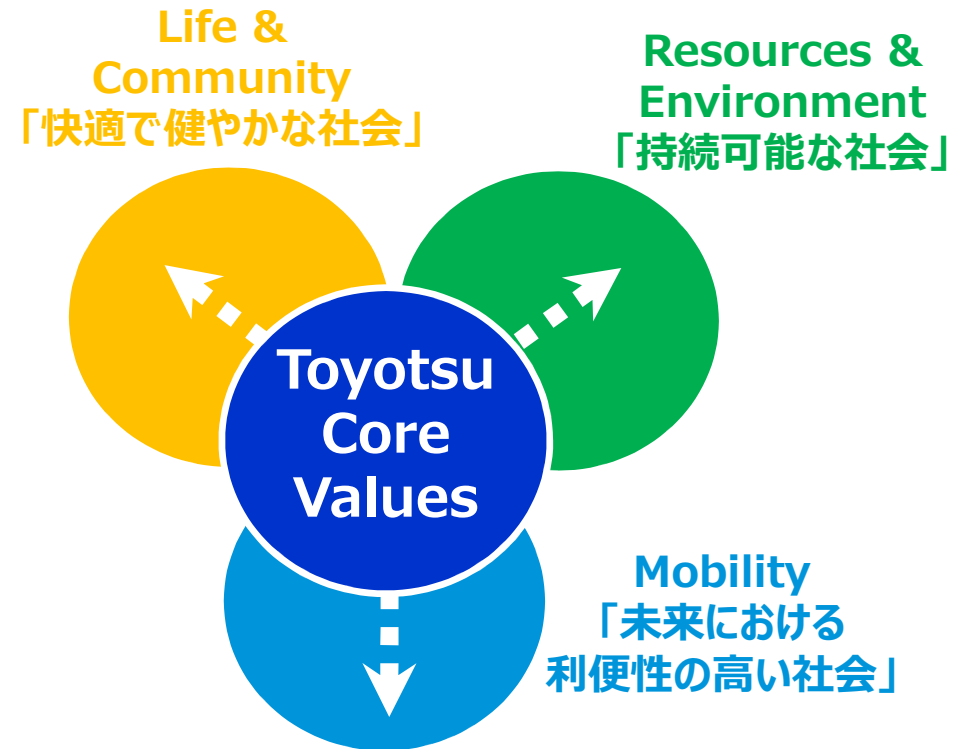 Life &
Community
「快適で健やかな社会」
Resources &
Environment
「持続可能な社会」
Toyotsu
Core
Values
Mobility
「未来における
利便性の高い社会」